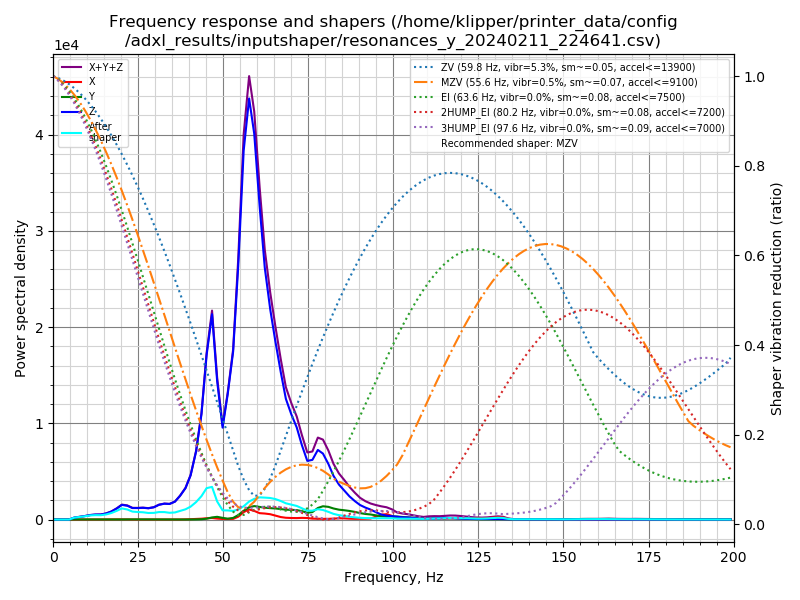 Frequency response and shapers (/home/klipper/printer_data/config
/adxl_results/inputshaper/resonances_y_20240211_224641.csv)
1e4
X+Y+Z
X
Y
Z
After
shaper
ZV (59.8 Hz, vibr=5.3%, sm~=0.05, accel<=13900)
MZV (55.6 Hz, vibr=0.5%, sm~=0.07, accel<=9100)
EI (63.6 Hz, vibr=0.0%, sm~=0.08, accel<=7500)
2HUMP_EI (80.2 Hz, vibr=0.0%, sm~=0.08, accel<=7200)
3HUMP_EI (97.6 Hz, vibr=0.0%, sm~=0.09, accel<=7000)
Recommended shaper: MZV
4
3
2
1
0
Power spectral density
1.0
0.8
0.6
0.4
0.2
0.0
Shaper vibration reduction (ratio)
0 25 50 75 100 125 150 175 200
Frequency, Hz